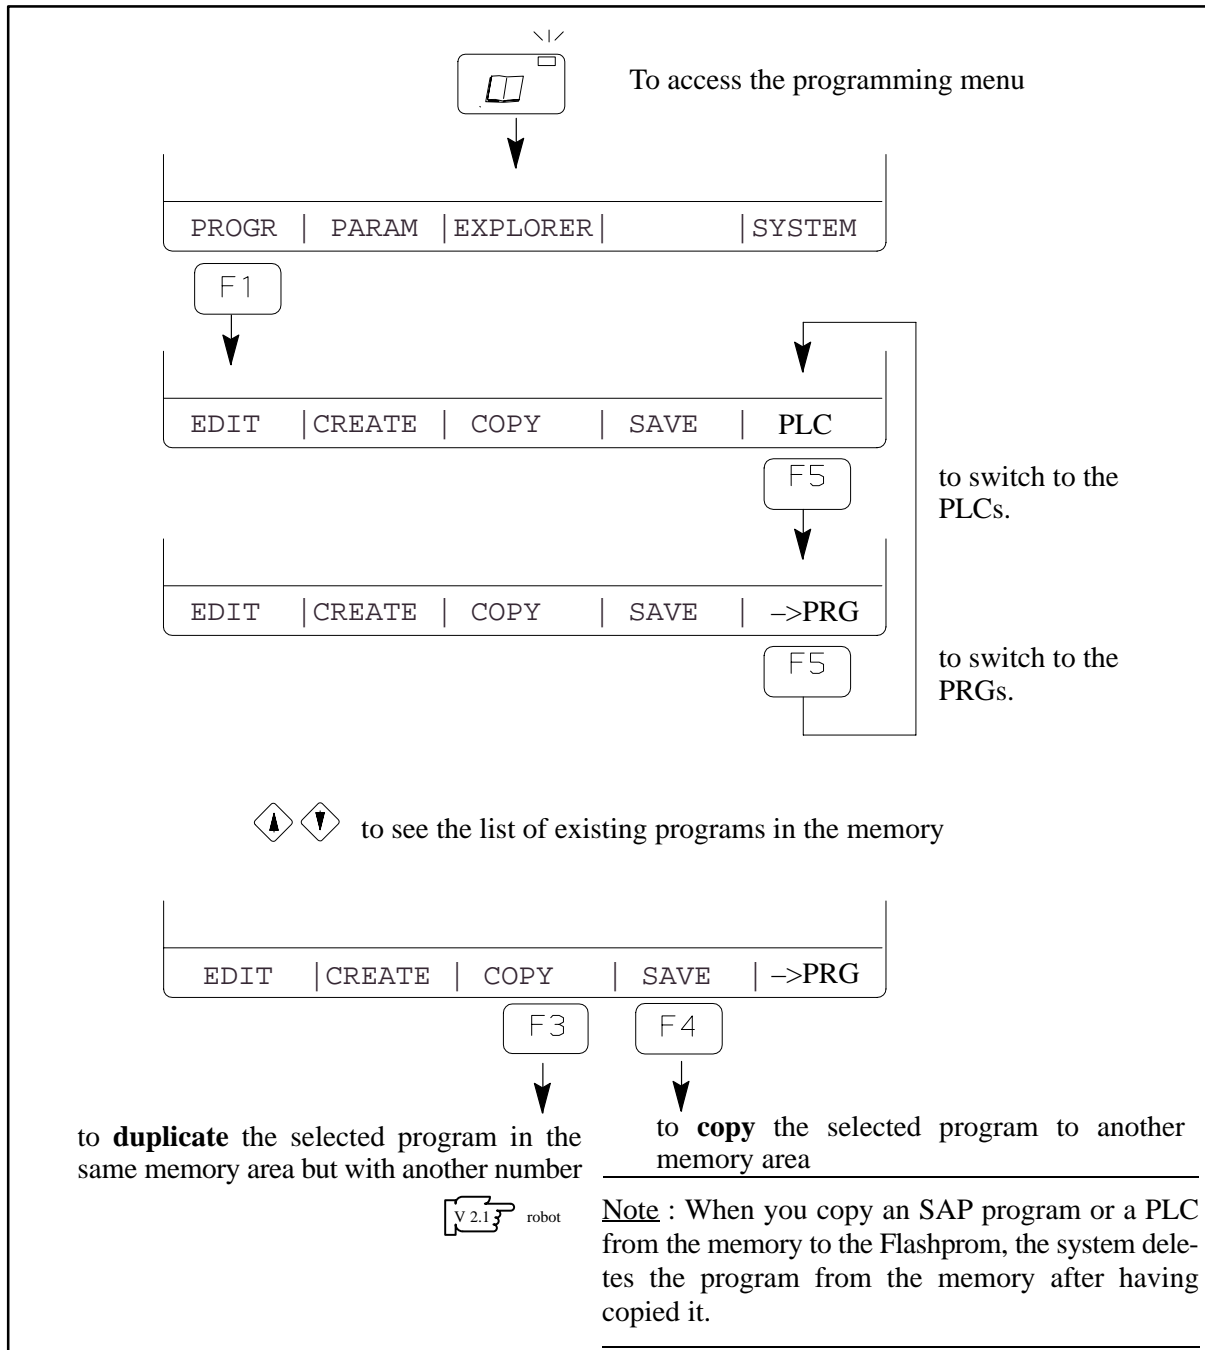 To access the programming menu
PROGR | PARAM |EXPLORER| |SYSTEM
F1
EDIT |CREATE | COPY | SAVE | PLC
F5
to switch to the
PLCs.
EDIT |CREATE | COPY | SAVE | –>PRG
F5
to switch to the
PRGs.
to see the list of existing programs in the memory
EDIT |CREATE | COPY | SAVE | –>PRG
F3
F4
to duplicate the selected program in the
same memory area but with another number
V 2.1 robot
to copy the selected program to another
memory area
Note : When you copy an SAP program or a PLC
from the memory to the Flashprom, the system dele-
tes the program from the memory after having
copied it.